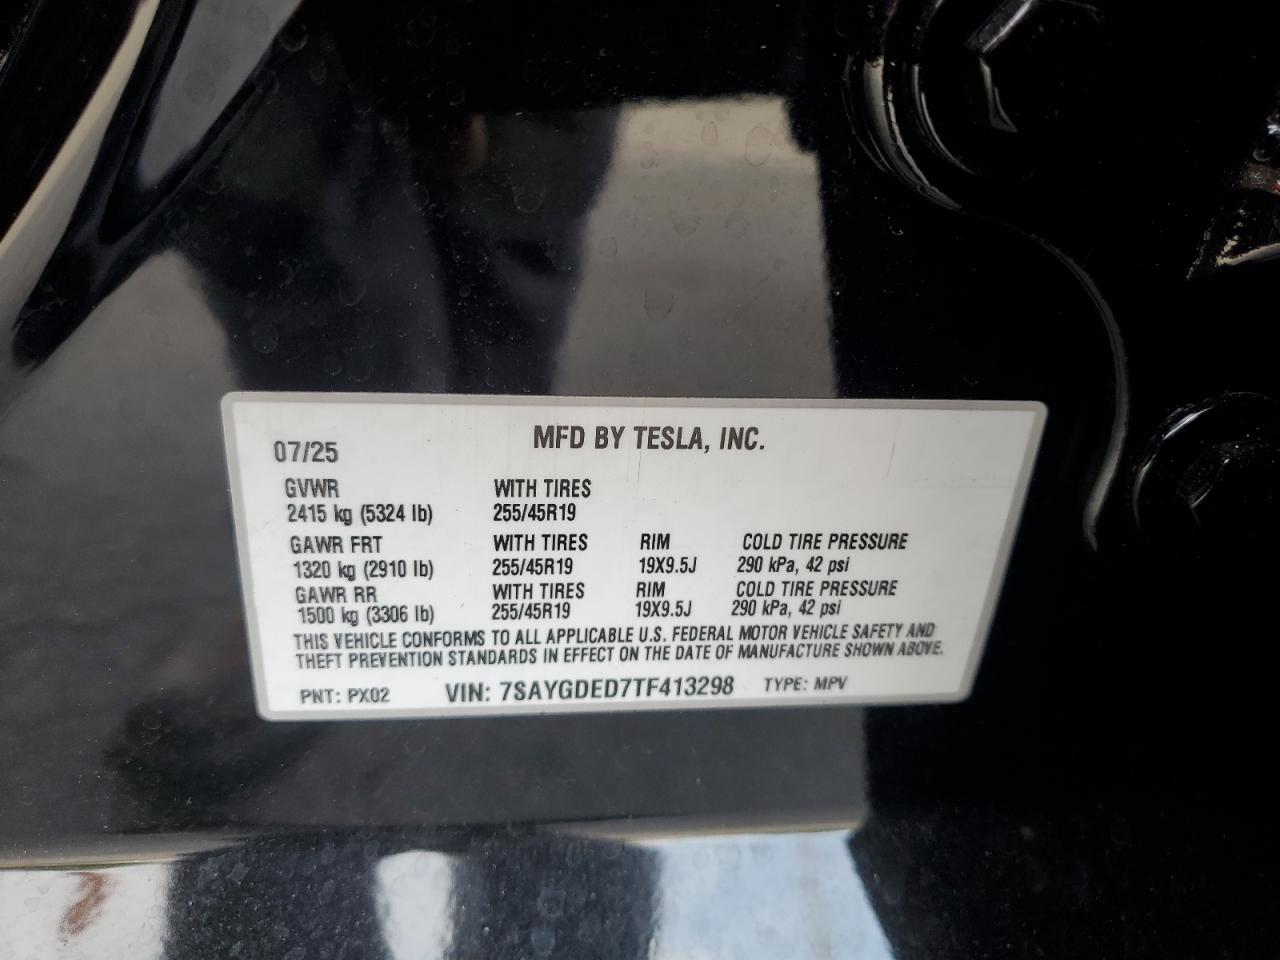 MFD BY TESLA, INC.
07/25
GVWR WITH TIRES
2415 kg (5324 lb) 255/45R19
GAWR FRT WITH TIRES RIM COLD TIRE PRESSURE
1320 kg (2910 lb) 255/45R19 19X9.5J 290 kPa, 42 psi
GAWR RR WITH TIRES RIM COLD TIRE PRESSURE
1500 kg (3306 lb) 255/45R19 19X9.5J 290 kPa, 42 psi
THIS VEHICLE CONFORMS TO ALL APPLICABLE U.S. FEDERAL MOTOR VEHICLE SAFETY AND
THEFT PREVENTION STANDARDS IN EFFECT ON THE DATE OF MANUFACTURE SHOWN ABOVE.
PNT: PX02 VIN: 7SAYGDED7TF413298 TYPE: MPV